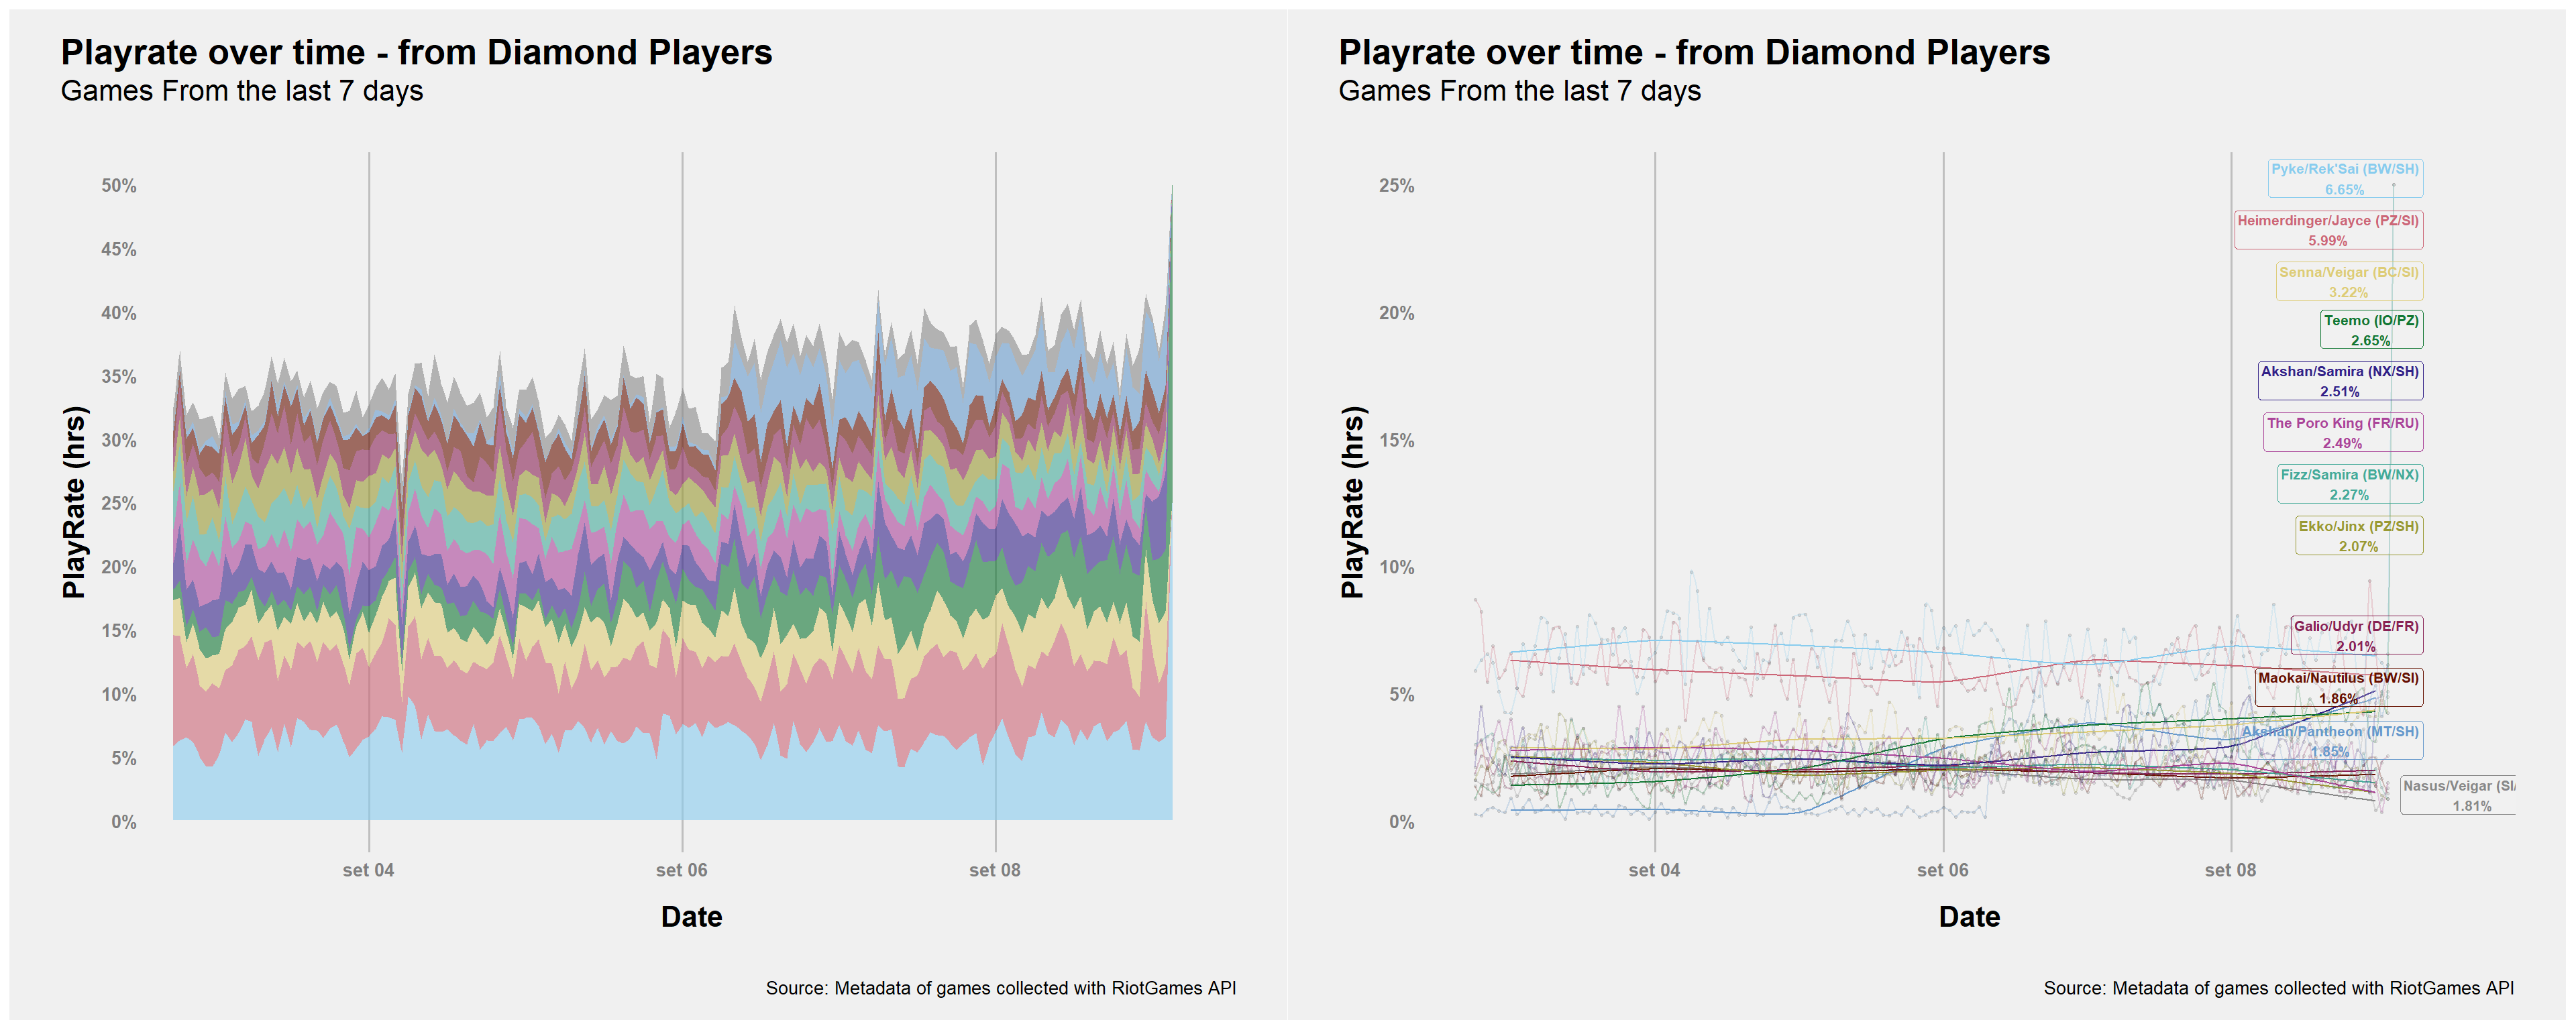 Playrate over time - from Diamond Players
Games From the last 7 days
50%
45%
40%
35%
30%
25%
20%
15%
10%
5%
0%
PlayRate (hrs)
set 04
set 06
set 08
Date
Source: Metadata of games collected with RiotGames API
Playrate over time - from Diamond Players
Games From the last 7 days
25%
20%
15%
10%
5%
0%
PlayRate (hrs)
Pyke/Rek'Sai (BW/SH)
6.65%
Heimerdinger/Jayce (PZ/SI)
5.99%
Senna/Veigar (BC/SI)
3.22%
Teemo (IO/PZ)
2.65%
Akshan/Samira (NX/SH)
2.51%
The Poro King (FR/RU)
2.49%
Fizz/Samira (BW/NX)
2.27%
Ekko/Jinx (PZ/SH)
2.07%
Galio/Udyr (DE/FR)
2.01%
Maokai/Nautilus (BW/SI)
1.86%
Akshan/Pantheon (MT/SH)
1.85%
Nasus/Veigar (SI/
1.81%
set 04
set 06
set 08
Date
Source: Metadata of games collected with RiotGames API